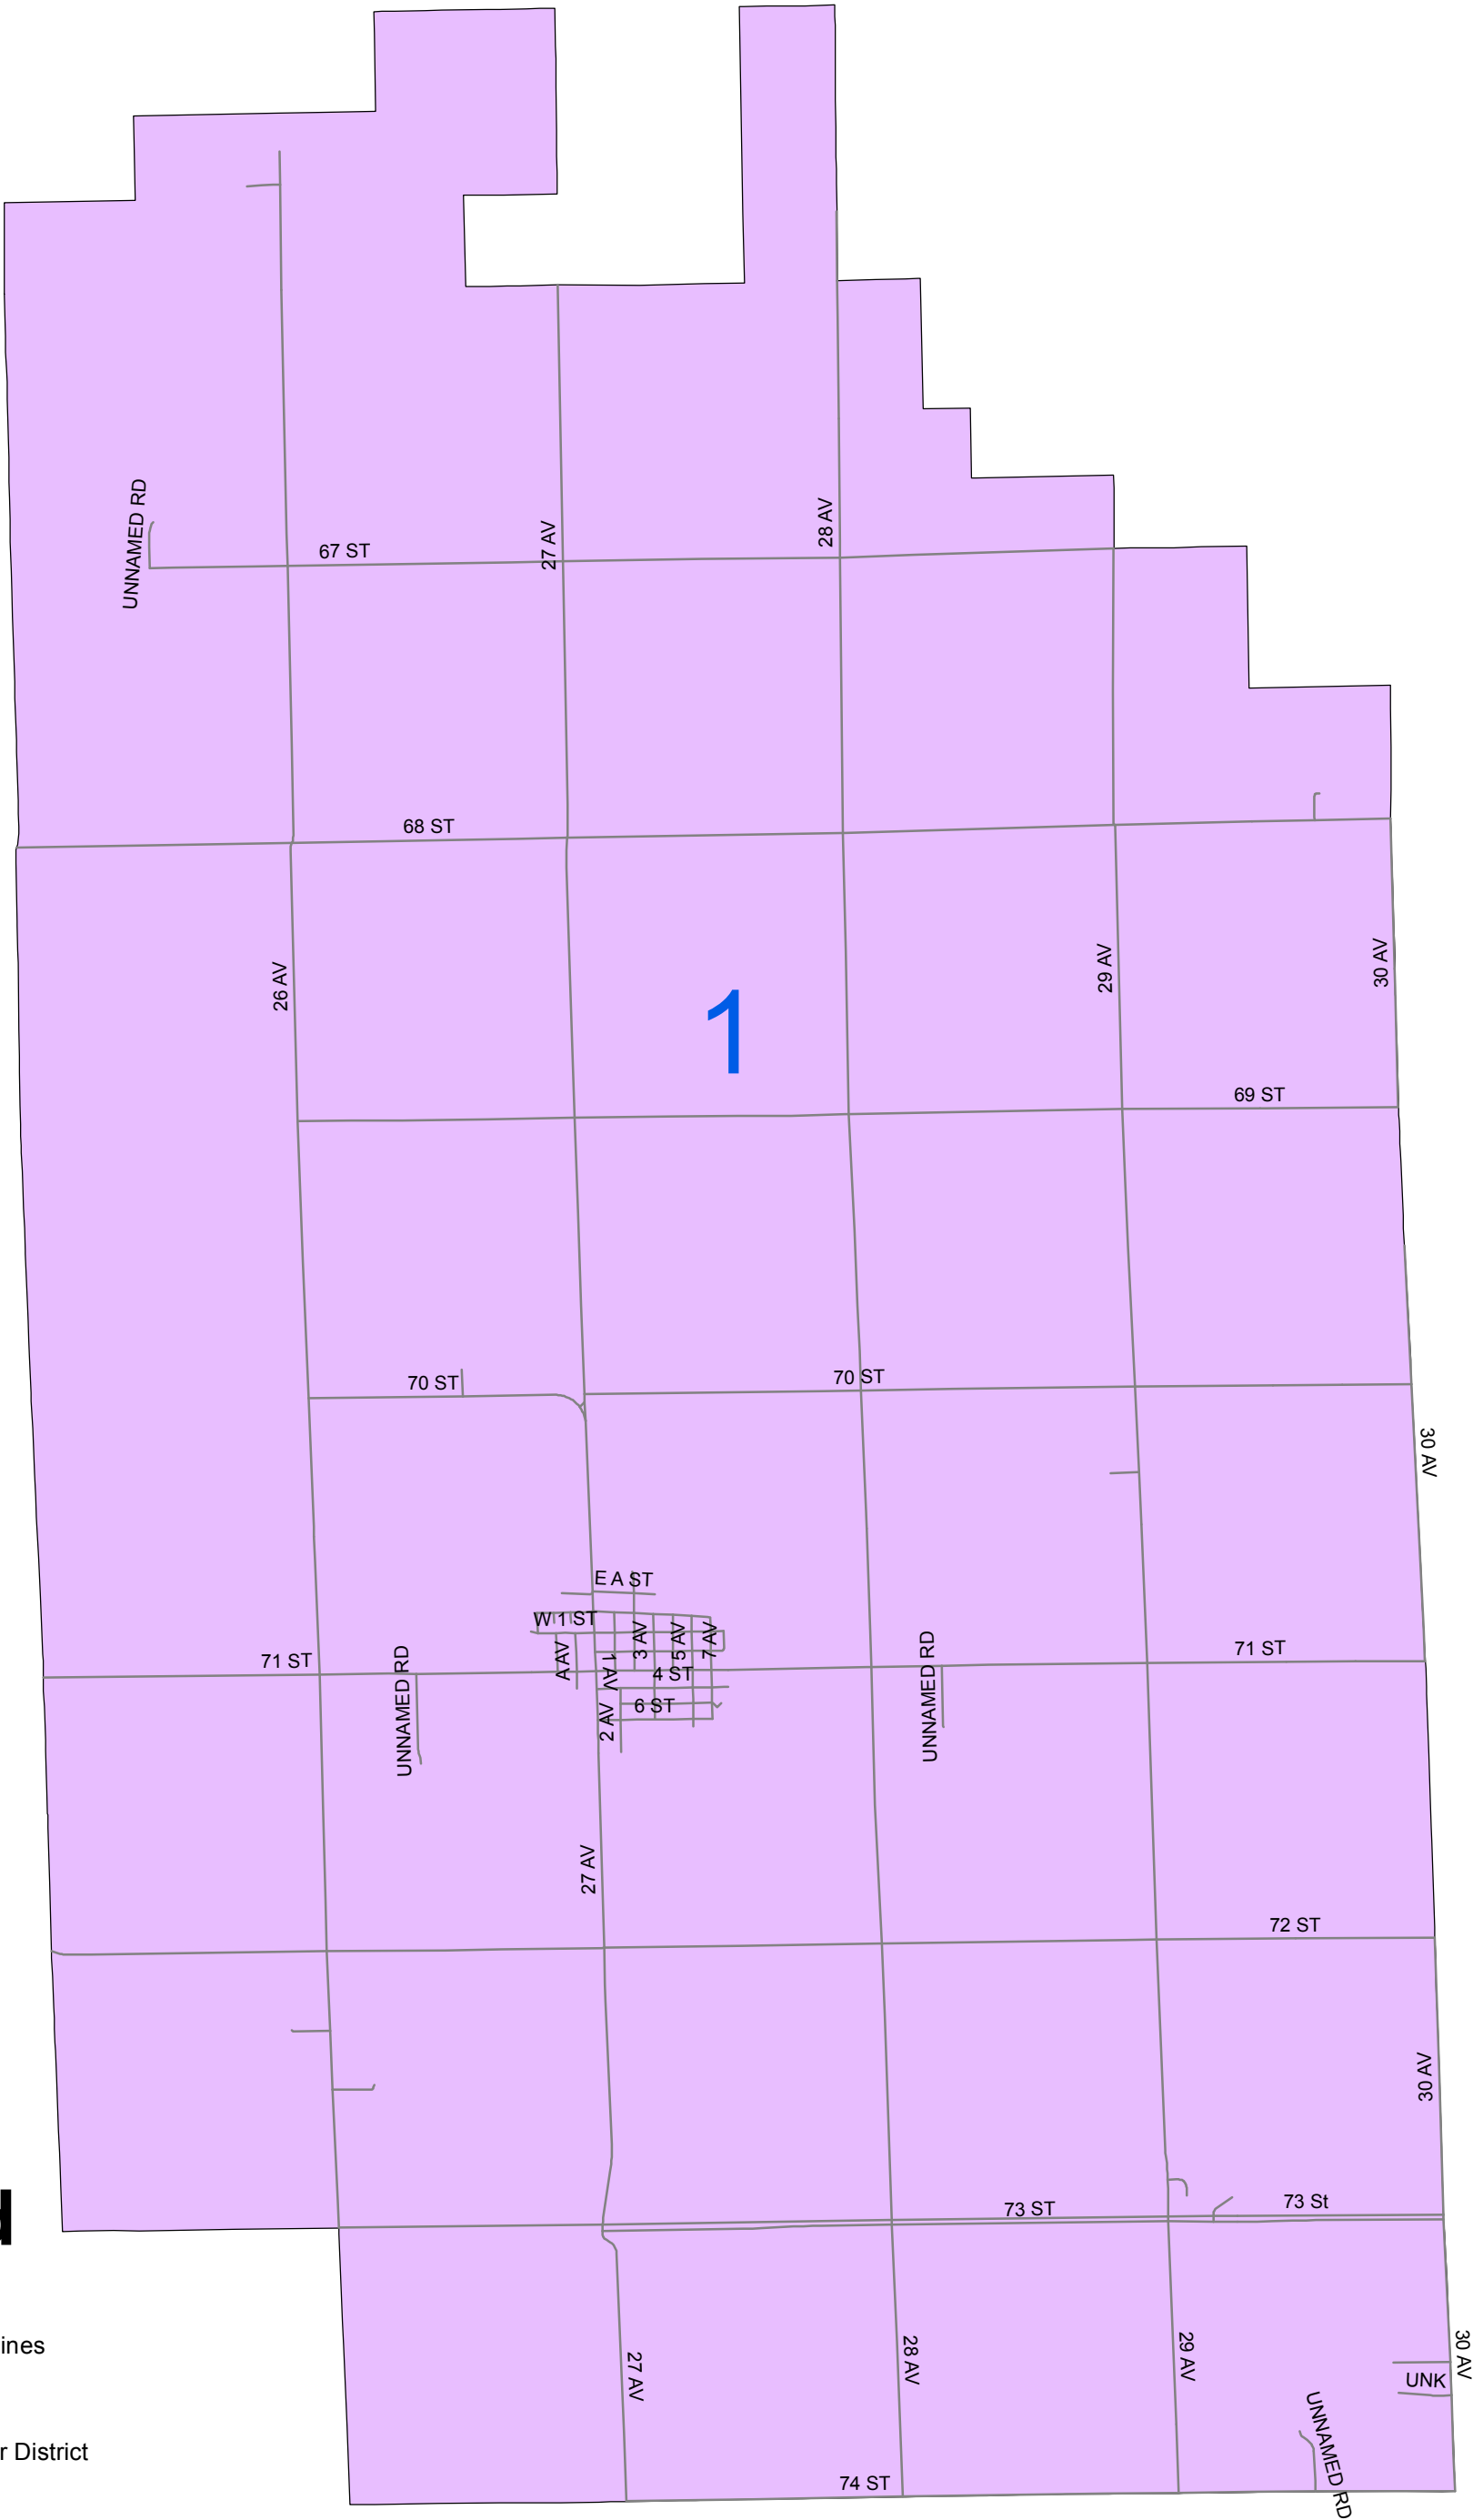 UNNAMED RD
67 ST
27 AV
28 AV
68 ST
26 AV
1
29 AV
30 AV
69 ST
70 ST
70 ST
30 AV
E A ST
W 1 ST
3 AV
5 AV
7 AV
A AV
1 AV
71 ST
UNNAMED RD
4 ST
UNNAMED RD
71 ST
2 AV
6 ST
27 AV
72 ST
30 AV
73 ST
73 St
ines
27 AV
28 AV
29 AV
30 AV
UNK
r District
UNNAMED RD
74 ST